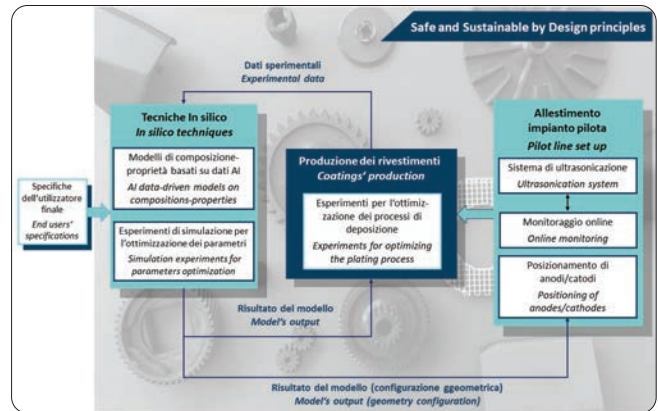 Safe and Sustainable by Design principles
Dati sperimentali
Experimental data
Tecniche In silico
In silico techniques
Modelli di composizione-
proprietà basati su dati AI
AI data-driven models on
compositions-properties
Esperimenti di simulazione per
l'ottimizzazione dei parametri
Simulation experiments for
parameters optimization
Specifiche
dell'utilizzatore
finale
End users'
specifications
Produzione dei rivestimenti
Coatings' production
Esperimenti per l'ottimiz-
zazione dei processi di
deposizione
Experiments for optimizing
the plating process
Allestimento
impianto pilota
Pilot line set up
Sistema di ultrasonicazione
Ultrasonication system
Monitoraggio online
Online monitoring
Posizionamento di
anodi/catodi
Positioning of
anodes/cathodes
Risultato del modello
Model's output
Risultato del modello (configurazione ggeometrica)
Model's output (geometry configuration)